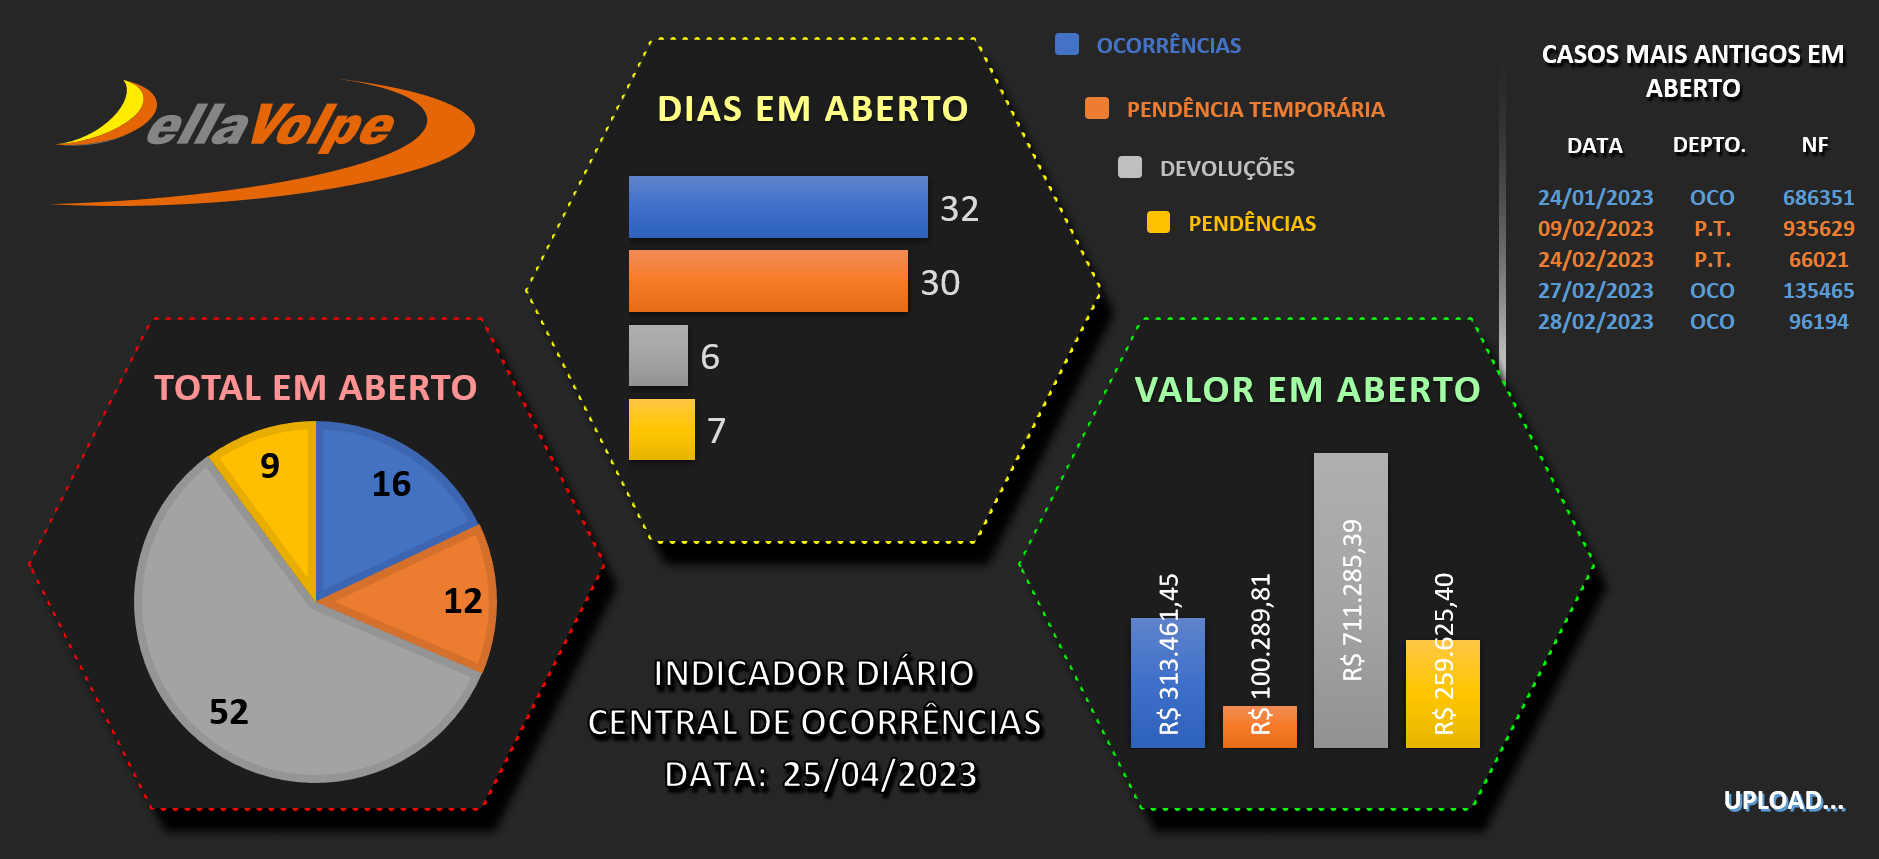 ellaVolpe
DIAS EM ABERTO
32
30
6
7
OCORRÊNCIAS
PENDÊNCIA TEMPORÁRIA
DEVOLUÇÕES
PENDÊNCIAS
CASOS MAIS ANTIGOS EM
ABERTO
DATA DEPTO. NF
24/01/2023 OCO 686351
09/02/2023 P.T. 935629
24/02/2023 P.T. 66021
27/02/2023 OCO 135465
28/02/2023 OCO 96194
TOTAL EM ABERTO
9
16
12
52
INDICADOR DIÁRIO
CENTRAL DE OCORRÊNCIAS
DATA: 25/04/2023
VALOR EM ABERTO
R$ 313.461,45
R$ 100.289,81
R$ 711.285,39
R$ 259.625,40
UPLOAD...